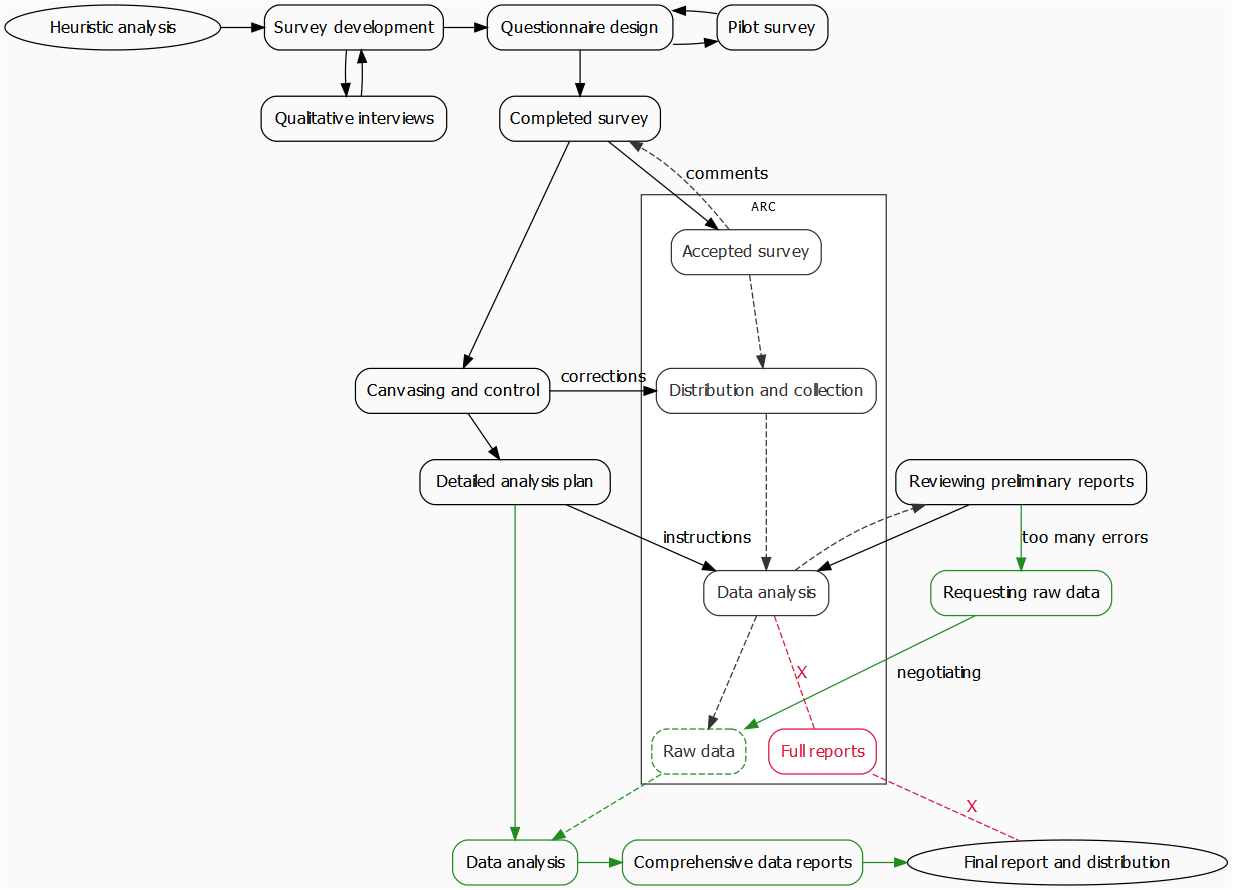 Heuristic analysis
Survey development
Questionnaire design
Pilot survey
Qualitative interviews
Completed survey
comments
ARC
Accepted survey
corrections
Canvasing and control
Distribution and collection
Detailed analysis plan
Reviewing preliminary reports
instructions
too many errors
Data analysis
Requesting raw data
X
negotiating
Raw data
Full reports
X
Data analysis
Comprehensive data reports
Final report and distribution